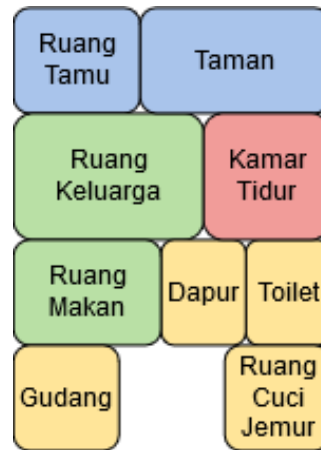 Ruang
Tamu
Taman
Ruang
Keluarga
Kamar
Tidur
Ruang
Makan
Dapur
Toilet
Gudang
Ruang
Cuci
Jemur